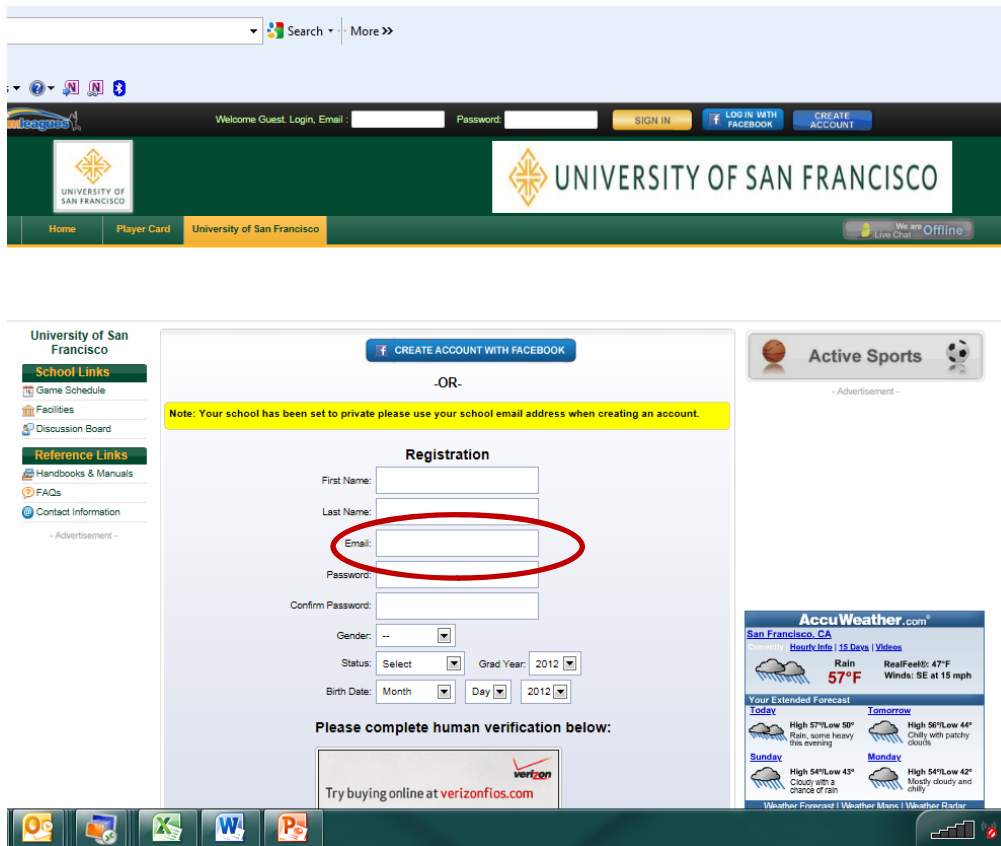 Search More >>
Welcome Guest. Login, Email : Password: SIGN IN LOG IN WITH FACEBOOK CREATE ACCOUNT
UNIVERSITY OF
SAN FRANCISCO
UNIVERSITY OF SAN FRANCISCO
Home Player Card University of San Francisco
We are
Live Chat Offline
University of San
Francisco
School Links
Game Schedule
Facilities
Discussion Board
Reference Links
Handbooks & Manuals
FAQs
Contact Information
- Advertisement -
CREATE ACCOUNT WITH FACEBOOK
-OR-
Note: Your school has been set to private please use your school email address when creating an account.
Registration
First Name:
Last Name:
Email:
Password:
Confirm Password:
Gender: --
Status: Select Grad Year: 2012
Birth Date: Month Day 2012
Please complete human verification below:
verizon
Try buying online at verizonfios.com
Active Sports
- Advertisement -
AccuWeather.com®
San Francisco, CA
Currently | Hourly Info | 15 Days | Videos
Rain
57°F
RealFeel®: 47°F
Winds: SE at 15 mph
Your Extended Forecast
Today
High 57°/Low 50°
Rain, some heavy
this evening
Tomorrow
High 56°/Low 44°
Chilly with patchy
clouds
Sunday
High 54°/Low 43°
Cloudy with a
chance of rain
Monday
High 54°/Low 42°
Mostly cloudy and
chilly
Weather Forecast | Weather Maps | Weather Radar